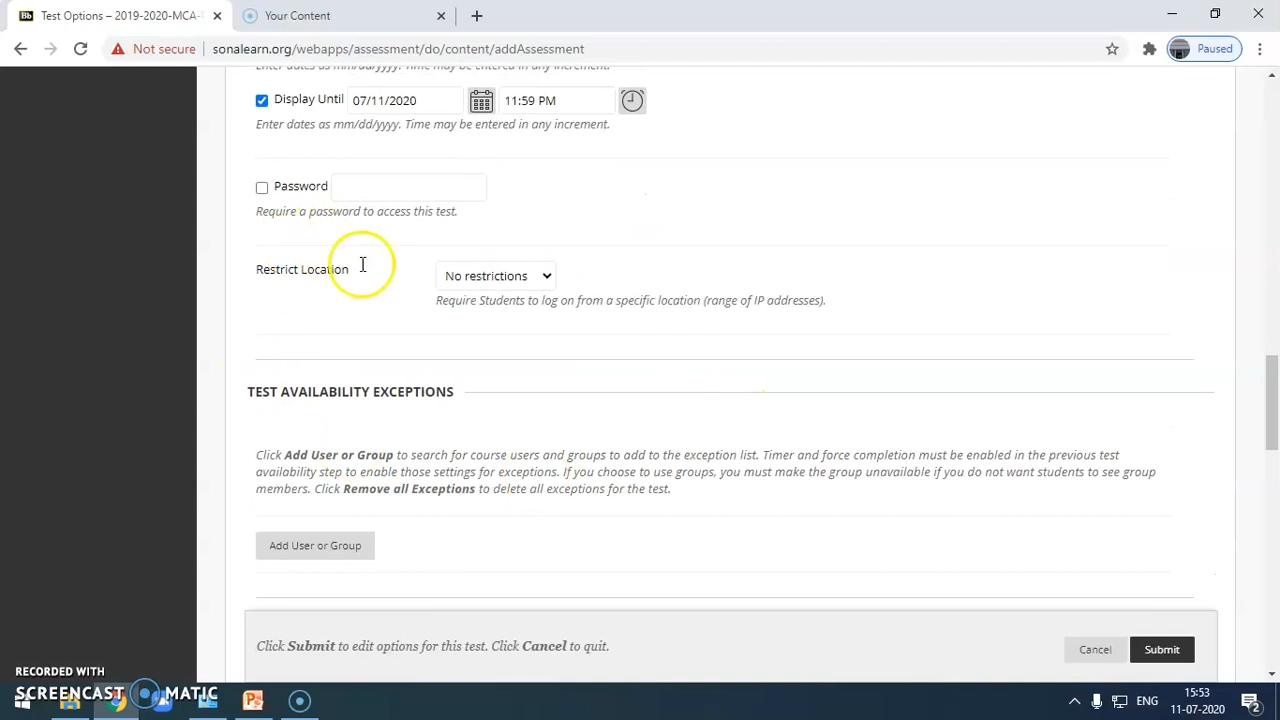 Test Options – 2019-2020-MCA-
Your Content
Not secure
sonalearn.org/webapps/assessment/do/content/addAssessment
Paused
Enter dates as mm/dd/yyyy. Time may be entered in any increment.
Display Until 07/11/2020 11:59 PM
Enter dates as mm/dd/yyyy. Time may be entered in any increment.
Password
Require a password to access this test.
Restrict Location
No restrictions
Require Students to log on from a specific location (range of IP addresses).
TEST AVAILABILITY EXCEPTIONS
Click Add User or Group to search for course users and groups to add to the exception list. Timer and force completion must be enabled in the previous test
availability step to enable those settings for exceptions. If you choose to use groups, you must make the group unavailable if you do not want students to see group
members. Click Remove all Exceptions to delete all exceptions for the test.
Add User or Group
Click Submit to edit options for this test. Click Cancel to quit.
Cancel
Submit
RECORDED WITH
SCREENCAST MATIC
ENG
15:53
11-07-2020
2